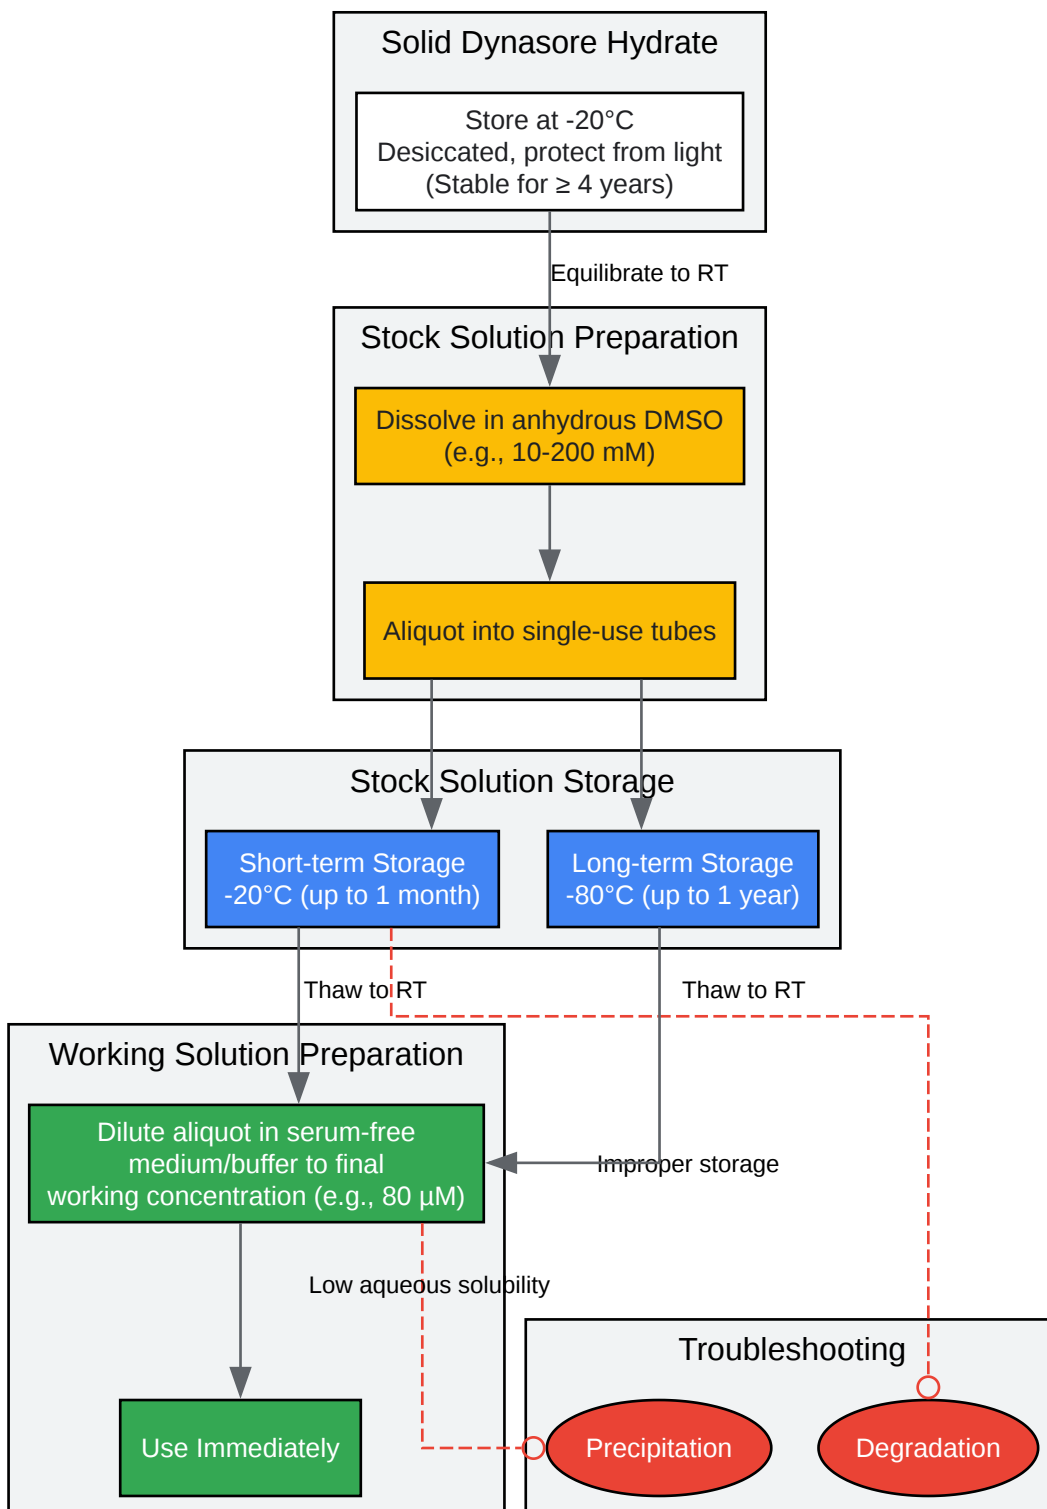 Solid Dynasore Hydrate
Store at -20°C
Desiccated, protect from light
(Stable for ≥ 4 years)
Equilibrate to RT
Stock Solution Preparation
Dissolve in anhydrous DMSO
(e.g., 10-200 mM)
Aliquot into single-use tubes
Stock Solution Storage
Short-term Storage
-20°C (up to 1 month)
Long-term Storage
-80°C (up to 1 year)
Thaw to RT
Thaw to RT
Working Solution Preparation
Dilute aliquot in serum-free
medium/buffer to final
working concentration (e.g., 80 µM)
Improper storage
Low aqueous solubility
Troubleshooting
Use Immediately
Precipitation
Degradation